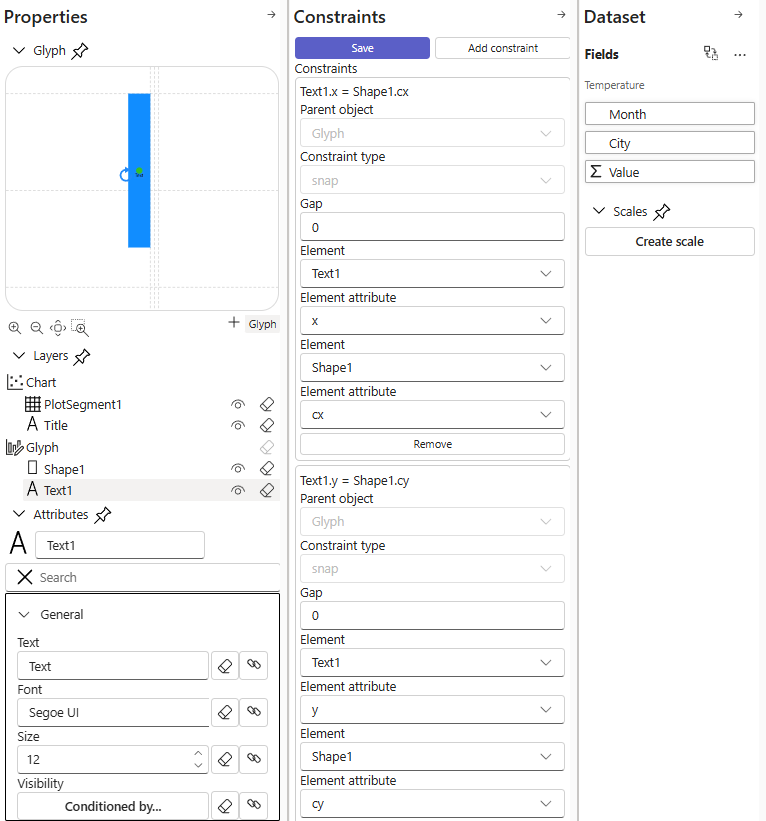 Properties
Glyph
Glyph
Layers
Chart
PlotSegment1
Title
Glyph
Shape1
Text1
Attributes
Text1
Search
General
Text
Text
Font
Segoe UI
Size
12
Visibility
Conditioned by...
Constraints
Save
Add constraint
Constraints
Text1.x = Shape1.cx
Parent object
Glyph
Constraint type
snap
Gap
0
Element
Text1
Element attribute
x
Element
Shape1
Element attribute
cx
Remove
Text1.y = Shape1.cy
Parent object
Glyph
Constraint type
snap
Gap
0
Element
Text1
Element attribute
y
Element
Shape1
Element attribute
cy
Dataset
Fields
Temperature
Month
City
Σ Value
Scales
Create scale